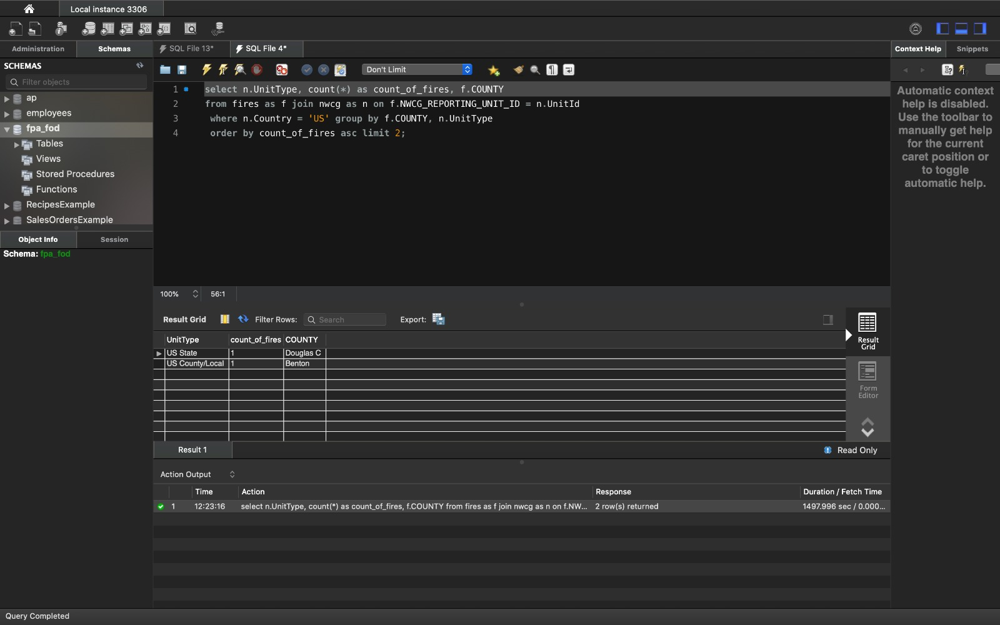 Local instance 3306
Administration
Schemas
SQL File 13*
SQL File 4*
Context Help
Snippets
SCHEMAS
Filter objects
ap
employees
fpa_fod
Tables
Views
Stored Procedures
Functions
RecipesExample
SalesOrdersExample
Object Info
Session
Schema: fpa_fod
Don't Limit
1 select n.UnitType, count(*) as count_of_fires, f.COUNTY
2 from fires as f join nwcg as n on f.NWCG_REPORTING_UNIT_ID = n.UnitId
3 where n.Country = 'US' group by f.COUNTY, n.UnitType
4 order by count_of_fires asc limit 2;
Automatic context
help is disabled.
Use the toolbar to
manually get help
for the current
caret position or
to toggle
automatic help.
100%
56:1
Result Grid
Filter Rows:
Search
Export:
UnitType count_of_fires COUNTY
US State 1 Douglas C
US County/Local 1 Benton
Result
Grid
Form
Editor
Result 1
Read Only
Action Output
Time Action Response Duration / Fetch Time
1 12:23:16 select n.UnitType, count(*) as count_of_fires, f.COUNTY from fires as f join nwcg as n on f.NW... 2 row(s) returned 1497.996 sec / 0.000...
Query Completed